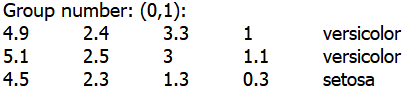 Group number: (0,1):
4.9 2.4 3.3 1 versicolor
5.1 2.5 3 1.1 versicolor
4.5 2.3 1.3 0.3 setosa